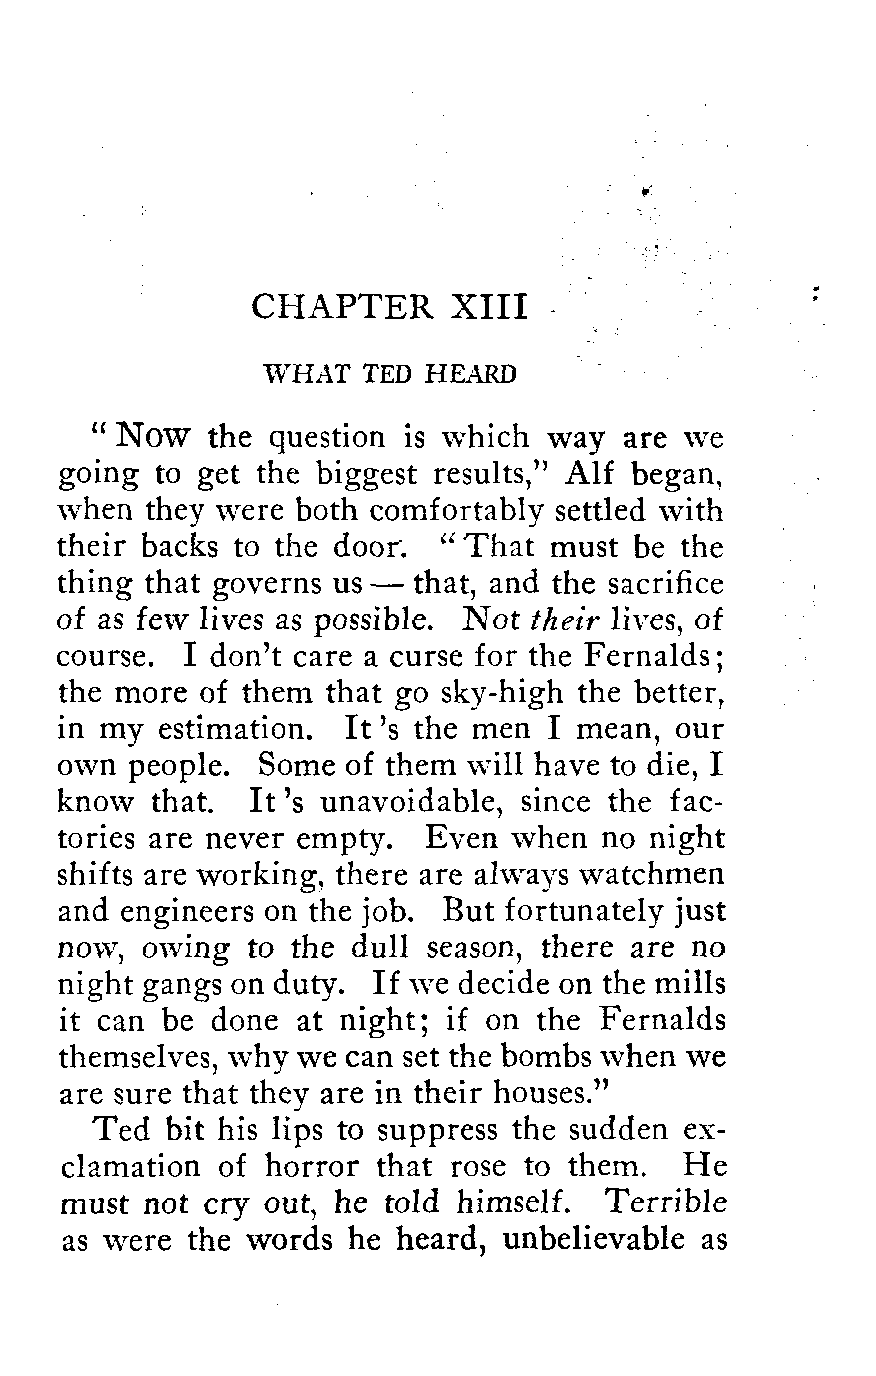 CHAPTER XIII
WHAT TED HEARD
“ Now the question is which way are we
going to get the biggest results,” Alf began,
when they were both comfortably settled with
their backs to the door. “ That must be the
thing that governs us — that, and the sacrifice
of as few lives as possible. Not their lives, of
course. I don’t care a curse for the Fernalds;
the more of them that go sky-high the better,
in my estimation. It ’s the men I mean, our
own people. Some of them will have to die, I
know that. It ’s unavoidable, since the fac-
tories are never empty. Even when no night
shifts are working, there are always watchmen
and engineers on the job. But fortunately just
now, owing to the dull season, there are no
night gangs on duty. If we decide on the mills
it can be done at night; if on the Fernalds
themselves, why we can set the bombs when we
are sure that they are in their houses.”
Ted bit his lips to suppress the sudden ex-
clamation of horror that rose to them. He
must not cry out, he told himself. Terrible
as were the words he heard, unbelievable as